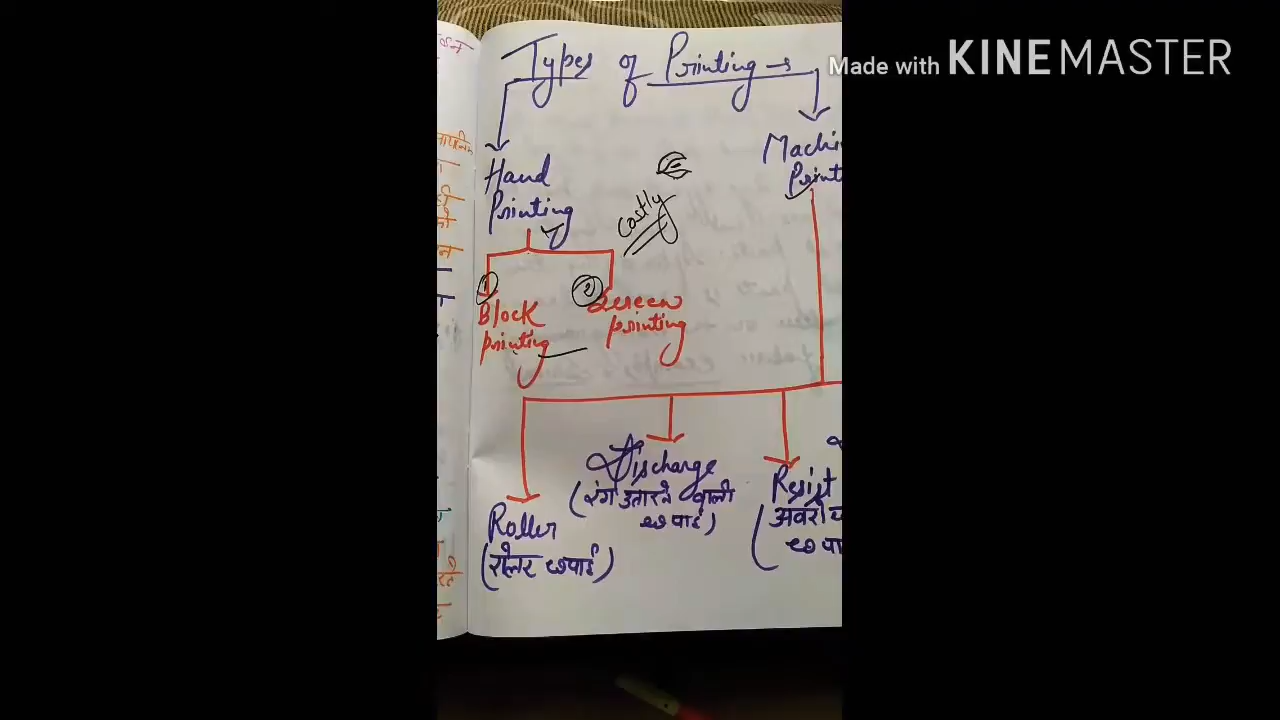 Types of Printing →
Made with KINEMASTER
Hand
Printing
Machi
Print
costly
1
Block
printing
2
Screen
printing
Discharge
(रंग उतारने वाली
छपाई)
Resist
(अवरोध
छपा
Roller
(रोलर छपाई)